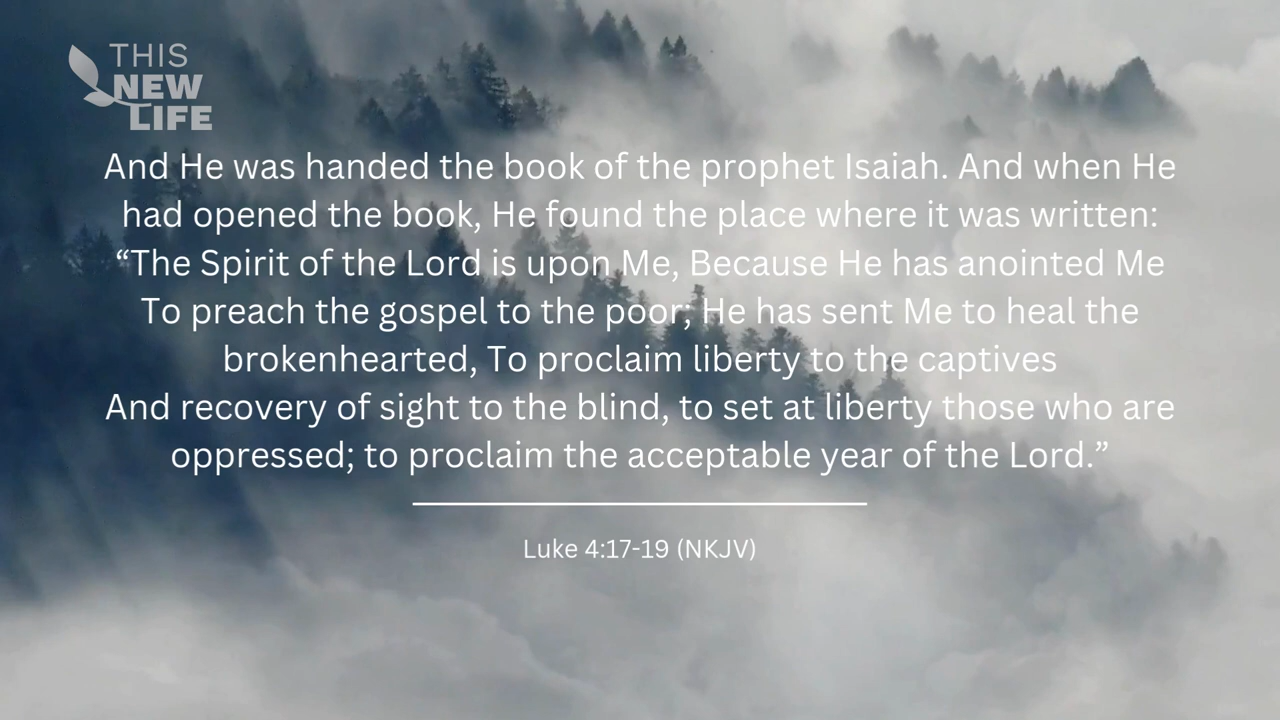 THIS
NEW
LIFE
And He was handed the book of the prophet Isaiah. And when He
had opened the book, He found the place where it was written:
“The Spirit of the Lord is upon Me, Because He has anointed Me
To preach the gospel to the poor; He has sent Me to heal the
brokenhearted, To proclaim liberty to the captives
And recovery of sight to the blind, to set at liberty those who are
oppressed; to proclaim the acceptable year of the Lord.”
Luke 4:17-19 (NKJV)